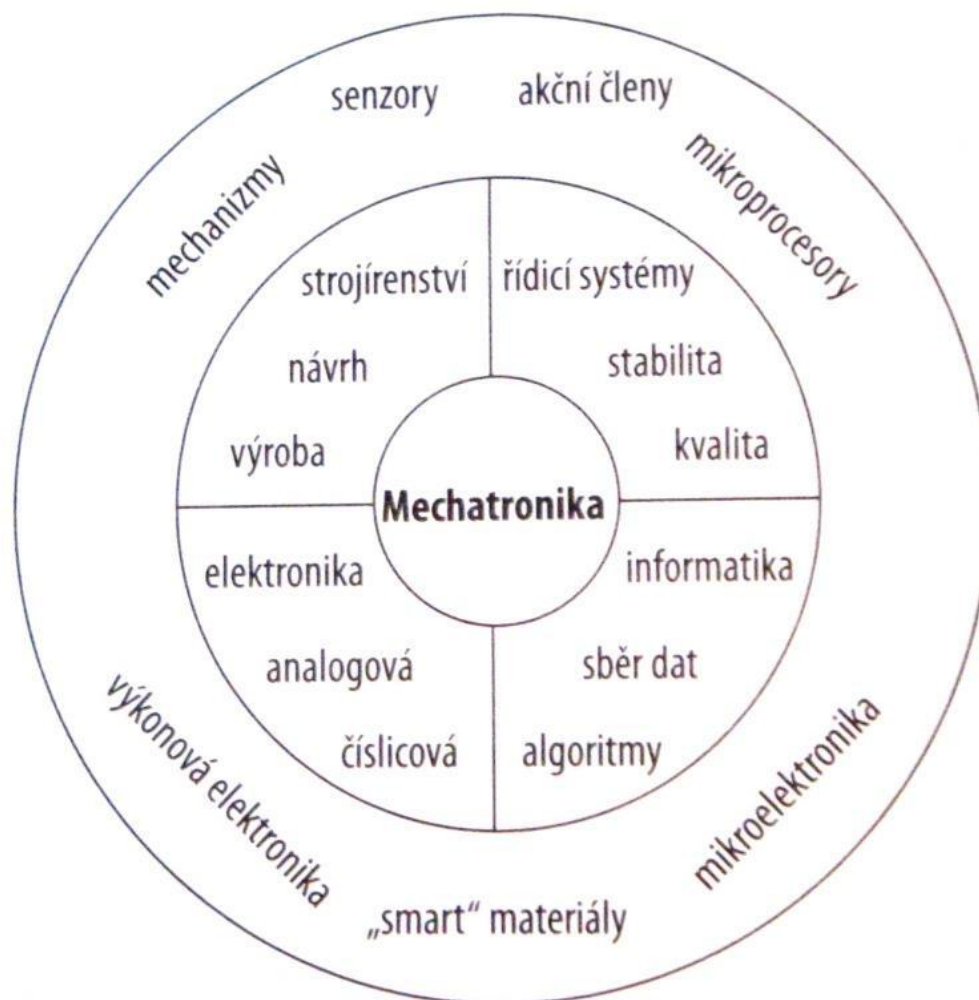 senzory
akční členy
mechanizmy
mikroprocesory
strojírenství
řídicí systémy
návrh
stabilita
výroba
kvalita
Mechatronika
elektronika
informatika
analogová
sběr dat
číslicová
algoritmy
výkonová elektronika
mikroelektronika
„smart“ materiály